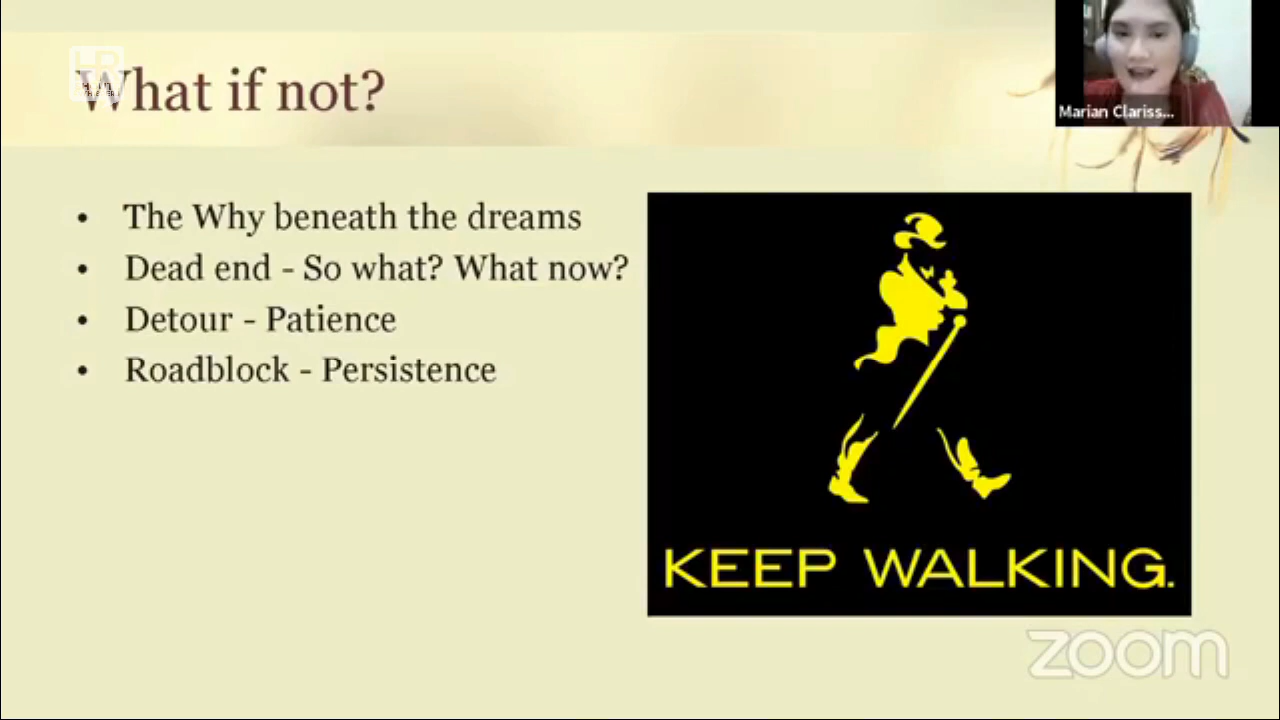 What if not?
Marian Clariss...
• The Why beneath the dreams
• Dead end - So what? What now?
• Detour - Patience
• Roadblock - Persistence
KEEP WALKING.
zoom